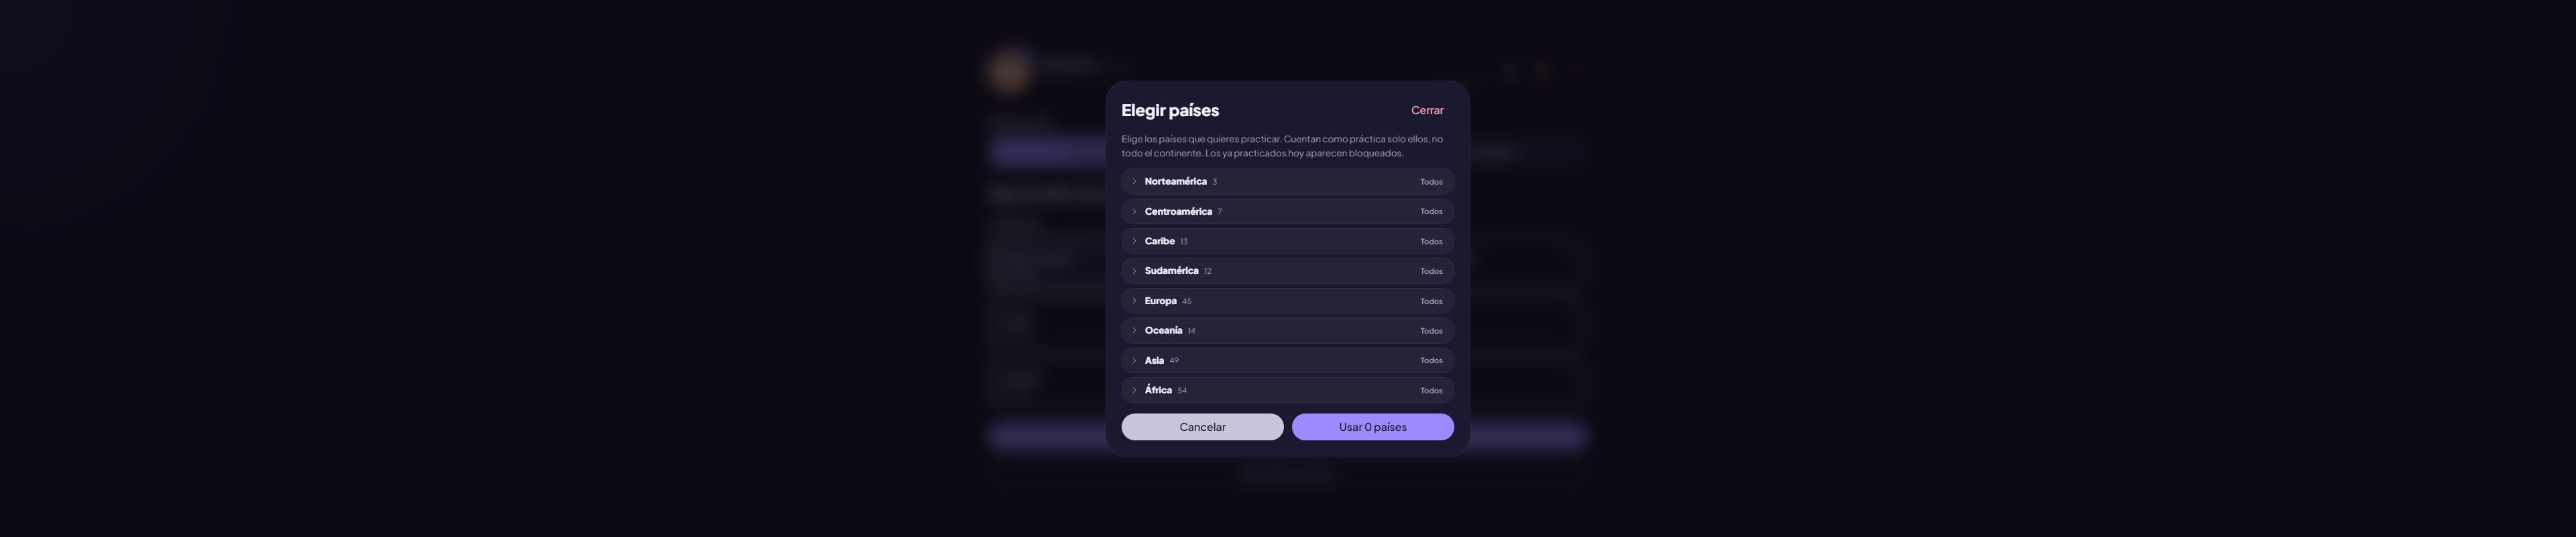 Elegir países
Cerrar
Elige los países que quieres practicar. Cuentan como práctica solo ellos, no
todo el continente. Los ya practicados hoy aparecen bloqueados.
Norteamérica 3 Todos
Centroamérica 7 Todos
Caribe 13 Todos
Sudamérica 12 Todos
Europa 45 Todos
Oceanía 14 Todos
Asia 49 Todos
África 54 Todos
Cancelar
Usar 0 países